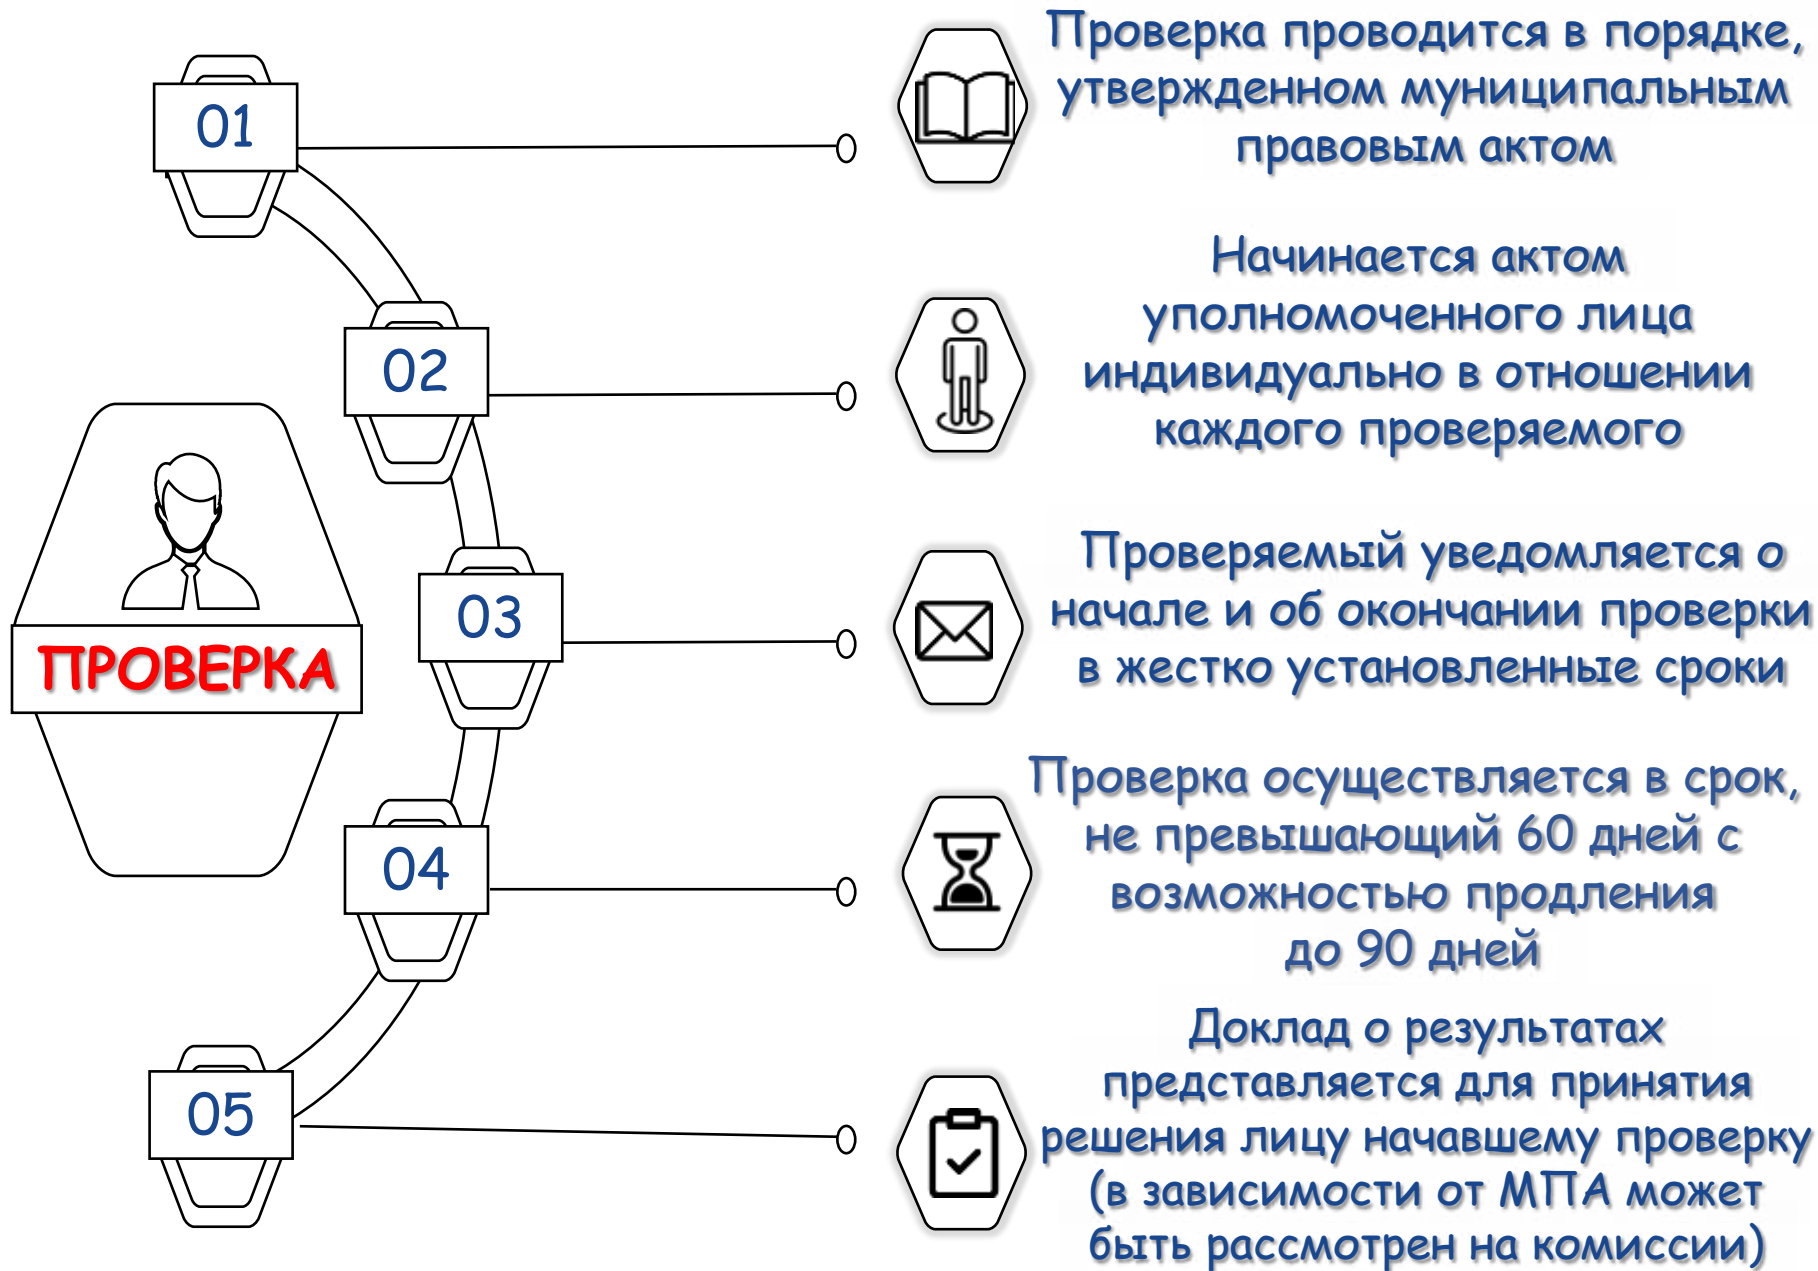 01
Проверка проводится в порядке,
утвержденном муниципальным
правовым актом
02
Начинается актом
уполномоченного лица
индивидуально в отношении
каждого проверяемого
ПРОВЕРКА
03
Проверяемый уведомляется о
начале и об окончании проверки
в жестко установленные сроки
04
Проверка осуществляется в срок,
не превышающий 60 дней с
возможностью продления
до 90 дней
05
Доклад о результатах
представляется для принятия
решения лицу начавшему проверку
(в зависимости от МПА может
быть рассмотрен на комиссии)